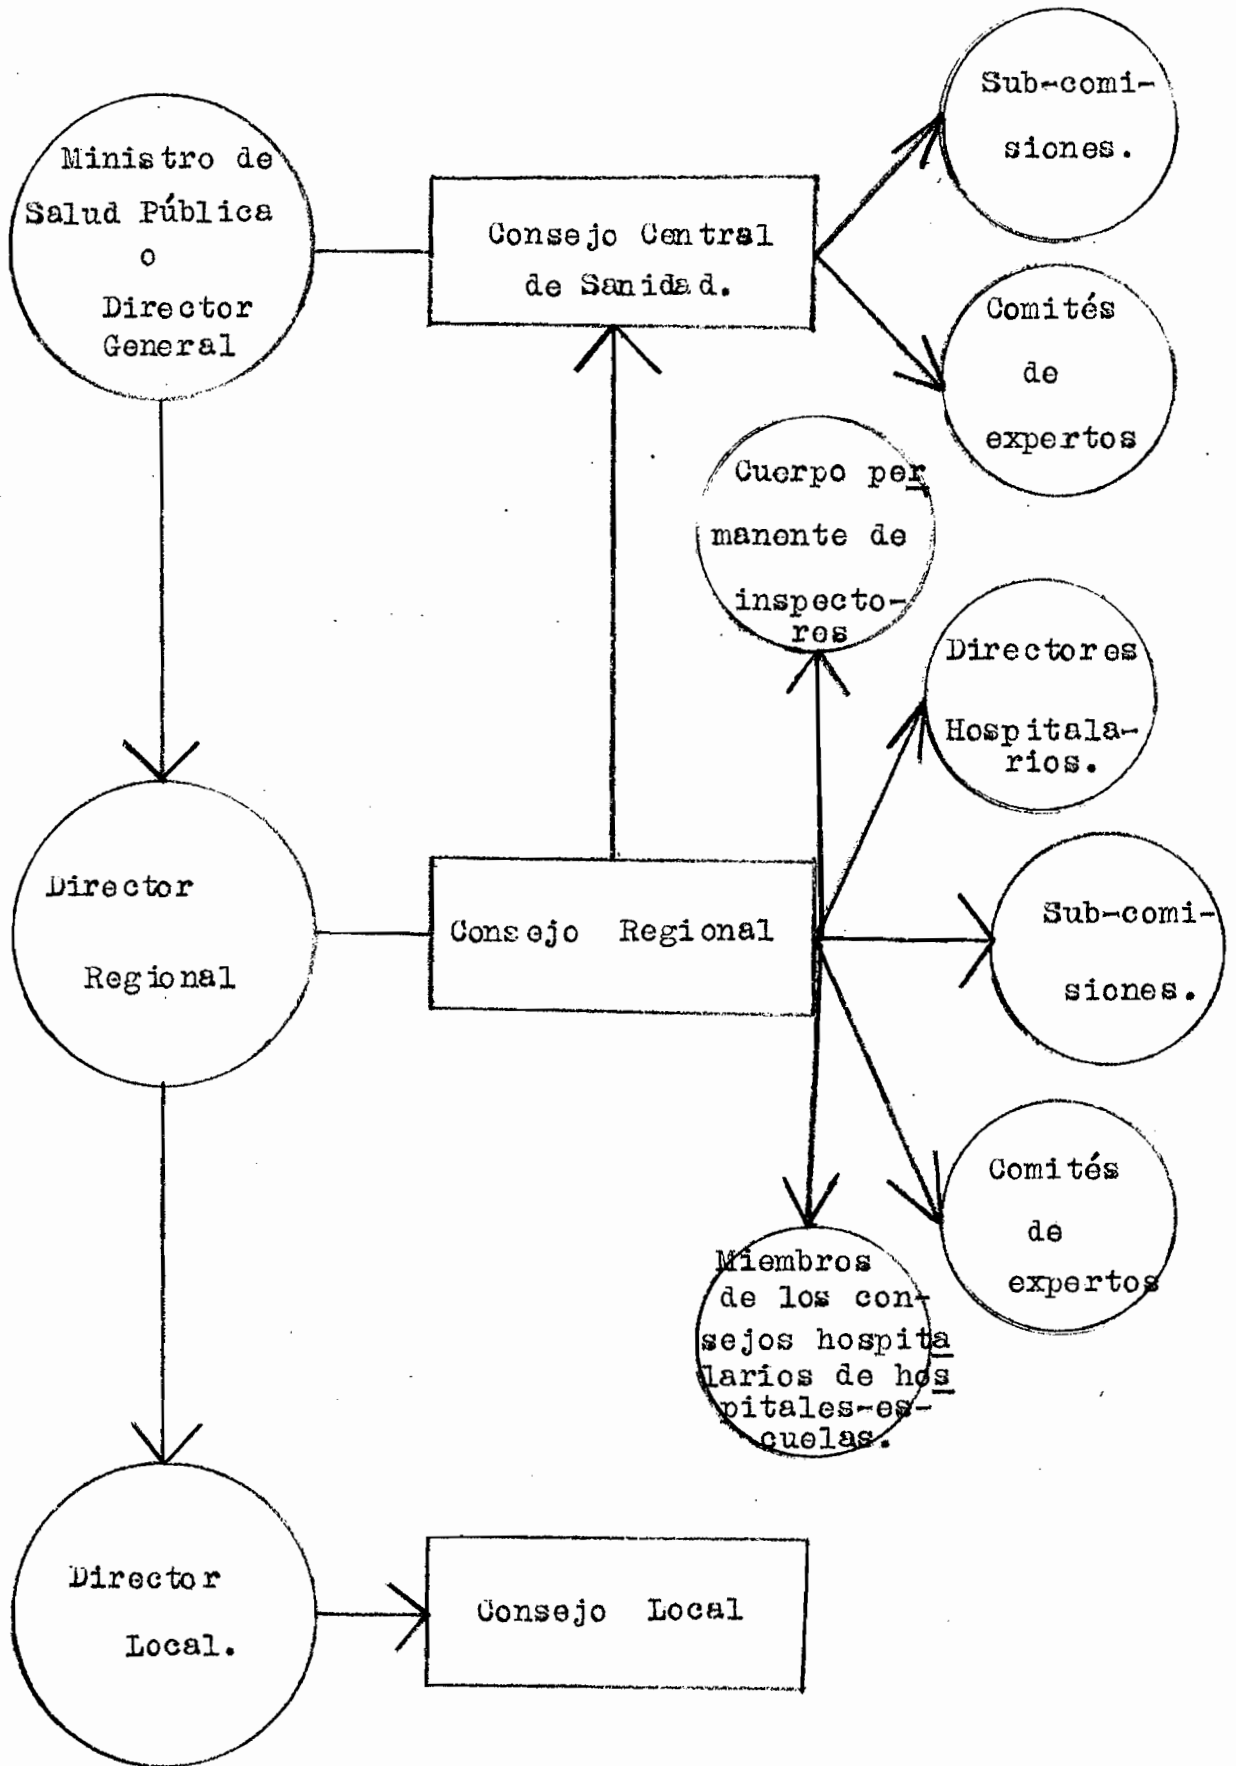 Ministro de
Salud Pública
o
Director
General
Consejo Central
de Sanidad.
Sub-comi-
siones.
Comités
de
expertos
Cuerpo per
manente de
inspecto-
res
Directores
Hospitala-
rios.
Director
Regional
Consejo Regional
Sub-comi-
siones.
Comités
de
expertos
Miembros
de los con-
sejos hospita
larios de hos
pitales-es-
cuelas.
Director
Local.
Consejo Local